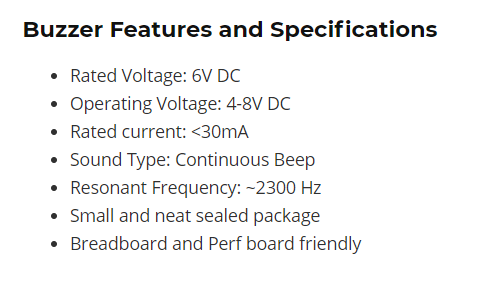 Buzzer Features and Specifications
• Rated Voltage: 6V DC
• Operating Voltage: 4-8V DC
• Rated current: <30mA
• Sound Type: Continuous Beep
• Resonant Frequency: ~2300 Hz
• Small and neat sealed package
• Breadboard and Perf board friendly